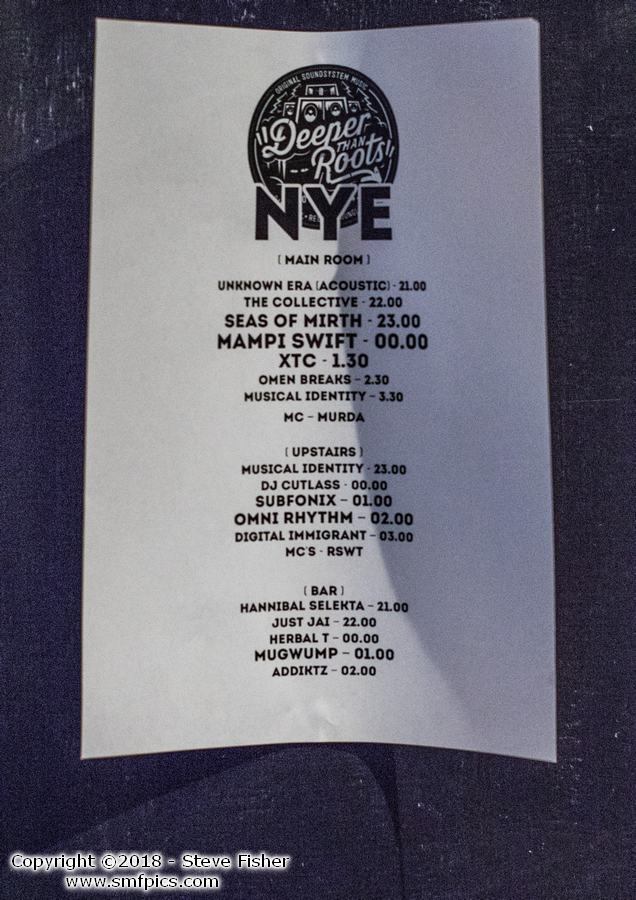 ORIGINAL SOUNDSYSTEM MUSIC
Deeper
THAN
Roots
NYE
( MAIN ROOM )
UNKNOWN ERA (ACOUSTIC) - 21.00
THE COLLECTIVE - 22.00
SEAS OF MIRTH - 23.00
MAMPI SWIFT - 00.00
XTC - 1.30
OMEN BREAKS – 2.30
MUSICAL IDENTITY – 3.30
MC – MURDA
( UPSTAIRS )
MUSICAL IDENTITY - 23.00
DJ CUTLASS - 00.00
SUBFONIX – 01.00
OMNI RHYTHM – 02.00
DIGITAL IMMIGRANT – 03.00
MC'S - RSWT
( BAR )
HANNIBAL SELEKTA – 21.00
JUST JAI – 22.00
HERBAL T – 00.00
MUGWUMP – 01.00
ADDIKTZ – 02.00
Copyright ©2018 - Steve Fisher
www.smfpics.com